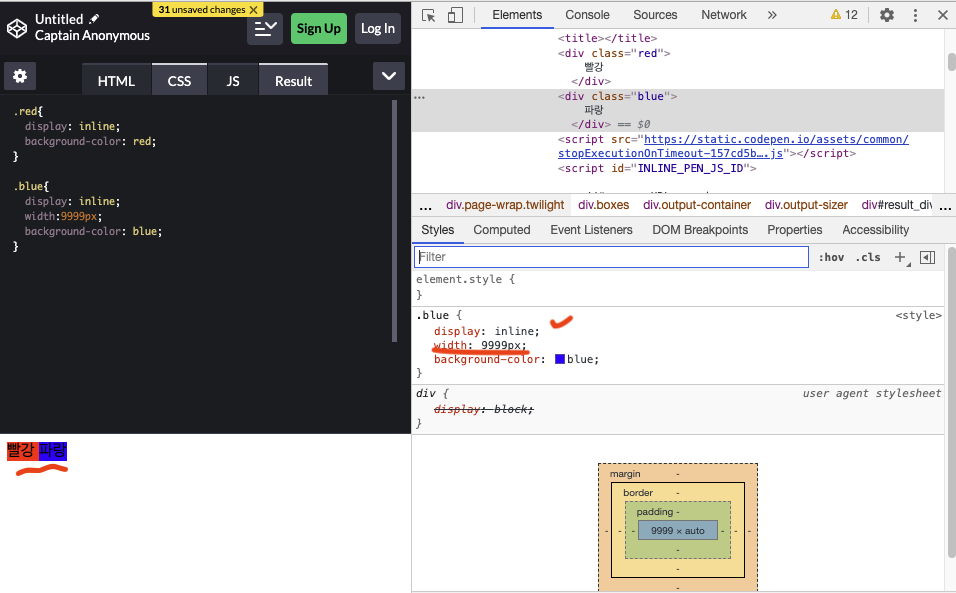 31 unsaved changes ✕
Untitled
Captain Anonymous
Sign Up
Log In
HTML
CSS
JS
Result
.red{
display: inline;
background-color: red;
}
.blue{
display: inline;
width:9999px;
background-color: blue;
}
빨강 파랑
Elements
Console
Sources
Network
»
12
<title></title>
<div class="red">
빨강
</div>
<div class="blue">
파랑
</div> == $0
<script src="https://static.codepen.io/assets/common/
stopExecutionOnTimeout-157cd5b….js"></script>
<script id="INLINE_PEN_JS_ID">
... div.page-wrap.twilight div.boxes div.output-container div.output-sizer div#result_div ...
Styles
Computed
Event Listeners
DOM Breakpoints
Properties
Accessibility
Filter
:hov .cls +
element.style {
}
.blue { <style>
display: inline;
width: 9999px;
background-color: blue;
}
div { user agent stylesheet
display: block;
}
margin -
border -
padding -
- - - 9999 × auto - - -
-
-
-